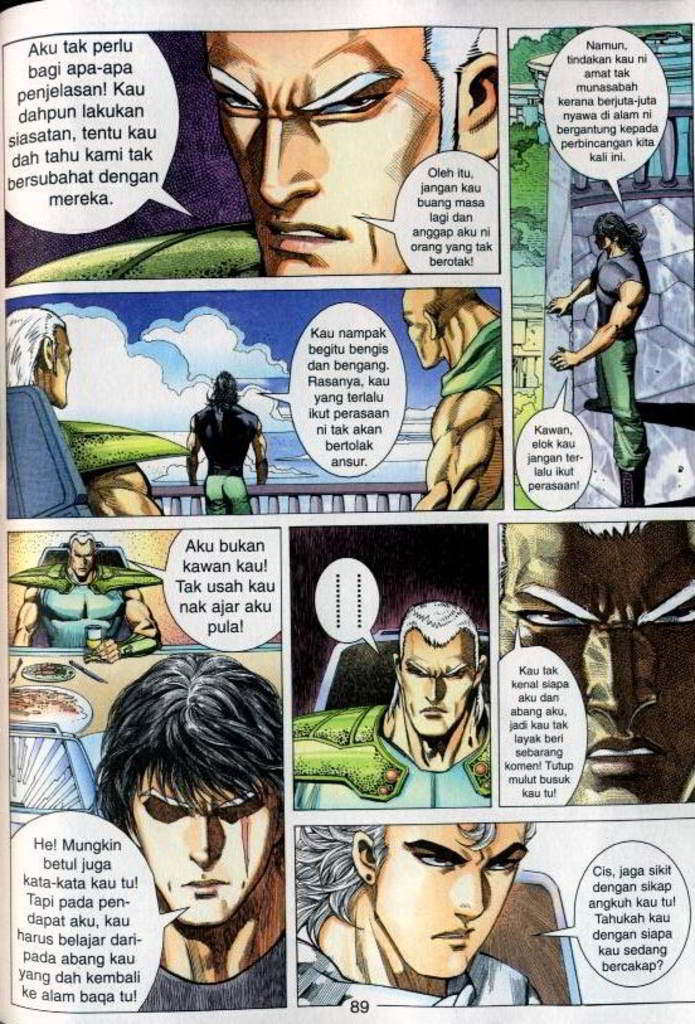 Aku tak perlu
bagi apa-apa
penjelasan! Kau
dahpun lakukan
siasatan, tentu kau
dah tahu kami tak
bersubahat dengan
mereka.
Oleh itu,
jangan kau
buang masa
lagi dan
anggap aku ni
orang yang tak
berotak!
Namun,
tindakan kau ni
amat tak
munasabah
kerana berjuta-juta
nyawa di alam ni
bergantung kepada
perbincangan kita
kali ini.
Kau nampak
begitu bengis
dan bengang.
Rasanya, kau
yang terlalu
ikut perasaan
ni tak akan
bertolak
ansur.
Kawan,
elok kau
jangan ter-
lalu ikut
perasaan!
Aku bukan
kawan kau!
Tak usah kau
nak ajar aku
pula!
He! Mungkin
betul juga
kata-kata kau tu!
Tapi pada pen-
dapat aku, kau
harus belajar dari-
pada abang kau
yang dah kembali
ke alam baqa tu!
Kau tak
kenal siapa
aku dan
abang aku,
jadi kau tak
layak beri
sebarang
komen! Tutup
mulut busuk
kau tu!
Cis, jaga sikit
dengan sikap
angkuh kau tu!
Tahukah kau
dengan siapa
kau sedang
bercakap?
89